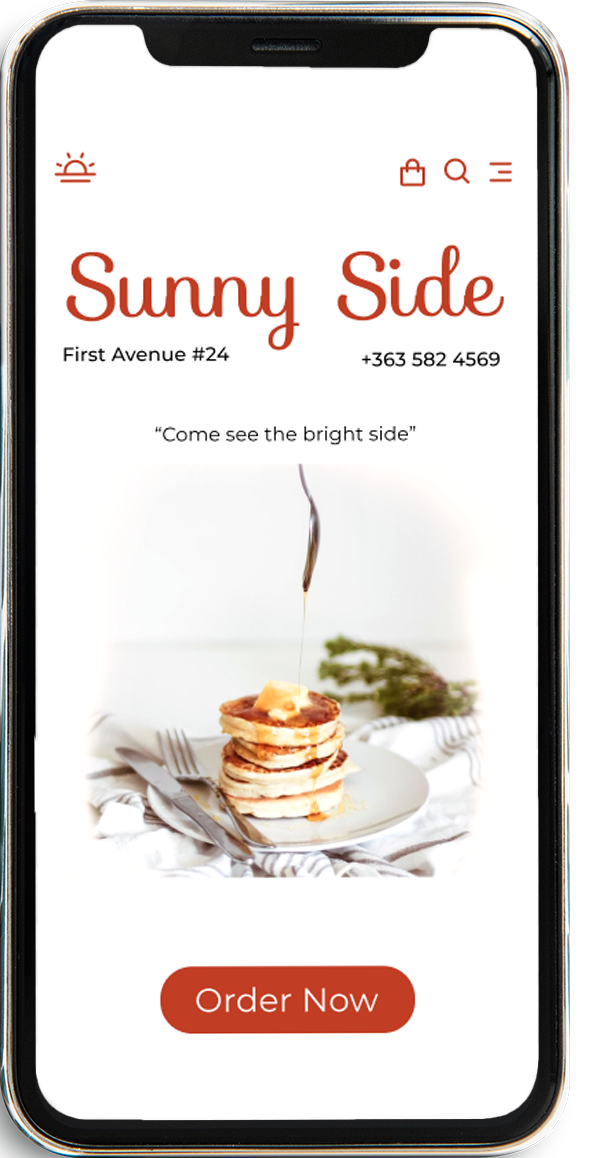 Sunny Side
First Avenue #24
+363 582 4569
“Come see the bright side”
Order Now